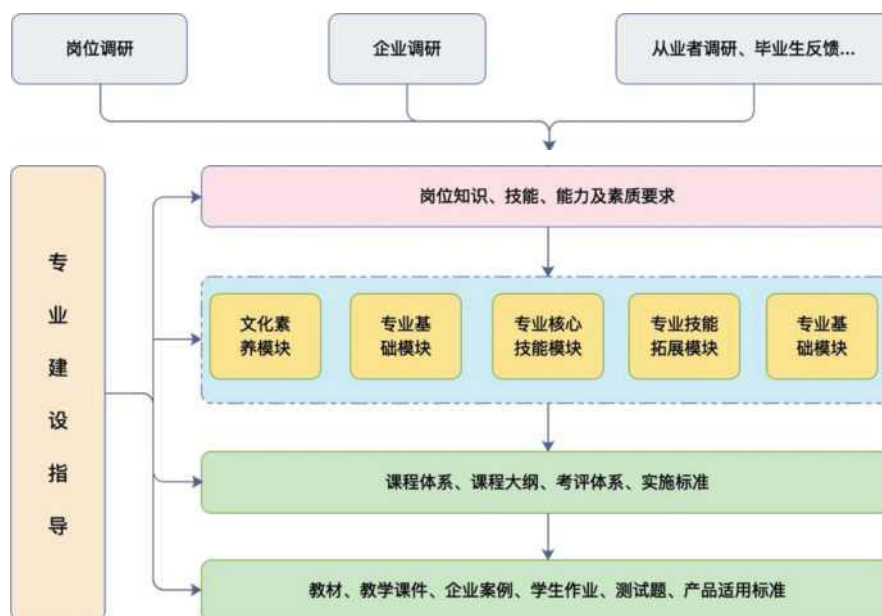 岗位调研
企业调研
从业者调研、毕业生反馈...
专
业
建
设
指
导
岗位知识、技能、能力及素质要求
文化素
养模块
专业基
础模块
专业核心
技能模块
专业技能
拓展模块
专业基
础模块
课程体系、课程大纲、考评体系、实施标准
教材、教学课件、企业案例、学生作业、测试题、产品适用标准